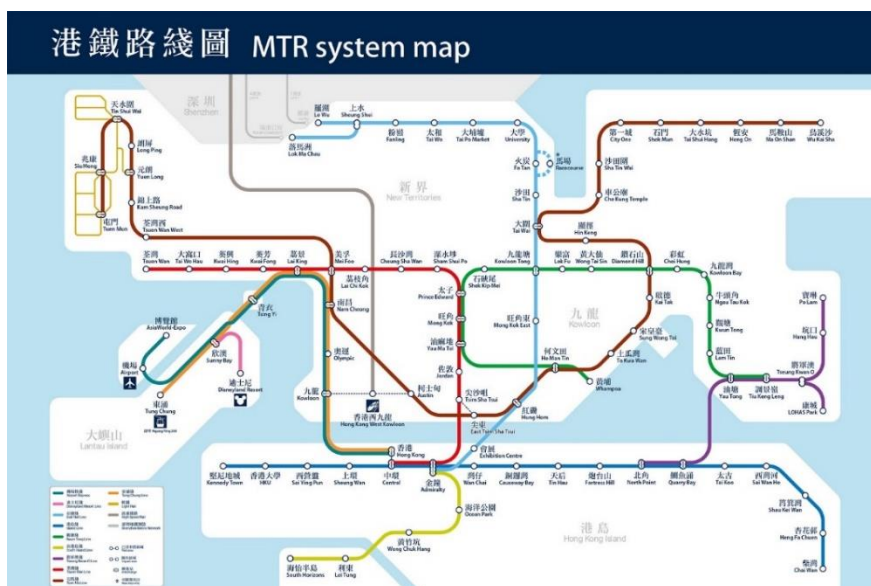 港鐵路綫圖 MTR system map
深圳
Shenzhen
天水圍
Tin Shui Wai
朗屏
Long Ping
兆康
Siu Hong
元朗
Yuen Long
錦上路
Kam Sheung Road
屯門
Tuen Mun
荃灣西
Tsuen Wan West
羅湖
Lo Wu
上水
Sheung Shui
落馬洲
Lok Ma Chau
粉嶺
Fanling
太和
Tai Wo
大埔墟
Tai Po Market
大學
University
火炭
Fo Tan
馬場
Racecourse
沙田
Sha Tin
大圍
Tai Wai
新界
New Territories
第一城
City One
石門
Shek Mun
大水坑
Tai Shui Hang
恆安
Heng On
馬鞍山
Ma On Shan
烏溪沙
Wu Kai Sha
沙田圍
Sha Tin Wai
車公廟
Che Kung Temple
顯徑
Hin Keng
荃灣
Tsuen Wan
大窩口
Tai Wo Hau
葵興
Kwai Hing
葵芳
Kwai Fong
荔景
Lai King
美孚
Mei Foo
荔枝角
Lai Chi Kok
長沙灣
Cheung Sha Wan
深水埗
Sham Shui Po
石硤尾
Shek Kip Mei
九龍塘
Kowloon Tong
樂富
Lok Fu
黃大仙
Wong Tai Sin
鑽石山
Diamond Hill
彩虹
Choi Hung
九龍灣
Kowloon Bay
牛頭角
Ngau Tau Kok
觀塘
Kwun Tong
藍田
Lam Tin
油塘
Yau Tong
調景嶺
Tiu Keng Leng
將軍澳
Tseung Kwan O
寶琳
Po Lam
坑口
Hang Hau
康城
LOHAS Park
太子
Prince Edward
旺角
Mong Kok
旺角東
Mong Kok East
油麻地
Yau Ma Tei
佐敦
Jordan
尖沙咀
Tsim Sha Tsui
尖東
East Tsim Sha Tsui
紅磡
Hung Hom
何文田
Ho Man Tin
黃埔
Whampoa
土瓜灣
To Kwa Wan
宋皇臺
Sung Wong Toi
啟德
Kai Tak
九龍
Kowloon
南昌
Nam Cheong
奧運
Olympic
九龍
Kowloon
柯士甸
Austin
香港西九龍
Hong Kong West Kowloon
青衣
Tsing Yi
博覽館
AsiaWorld-Expo
機場
Airport
欣澳
Sunny Bay
迪士尼
Disneyland Resort
東涌
Tung Chung
大嶼山
Lantau Island
香港
Hong Kong
會展
Exhibition Centre
堅尼地城
Kennedy Town
香港大學
HKU
西營盤
Sai Ying Pun
上環
Sheung Wan
中環
Central
金鐘
Admiralty
灣仔
Wan Chai
銅鑼灣
Causeway Bay
天后
Tin Hau
炮台山
Fortress Hill
北角
North Point
鰂魚涌
Quarry Bay
太古
Tai Koo
西灣河
Sai Wan Ho
筲箕灣
Shau Kei Wan
杏花邨
Heng Fa Chuen
柴灣
Chai Wan
海洋公園
Ocean Park
黃竹坑
Wong Chuk Hang
利東
Lei Tung
海怡半島
South Horizons
港島
Hong Kong Island